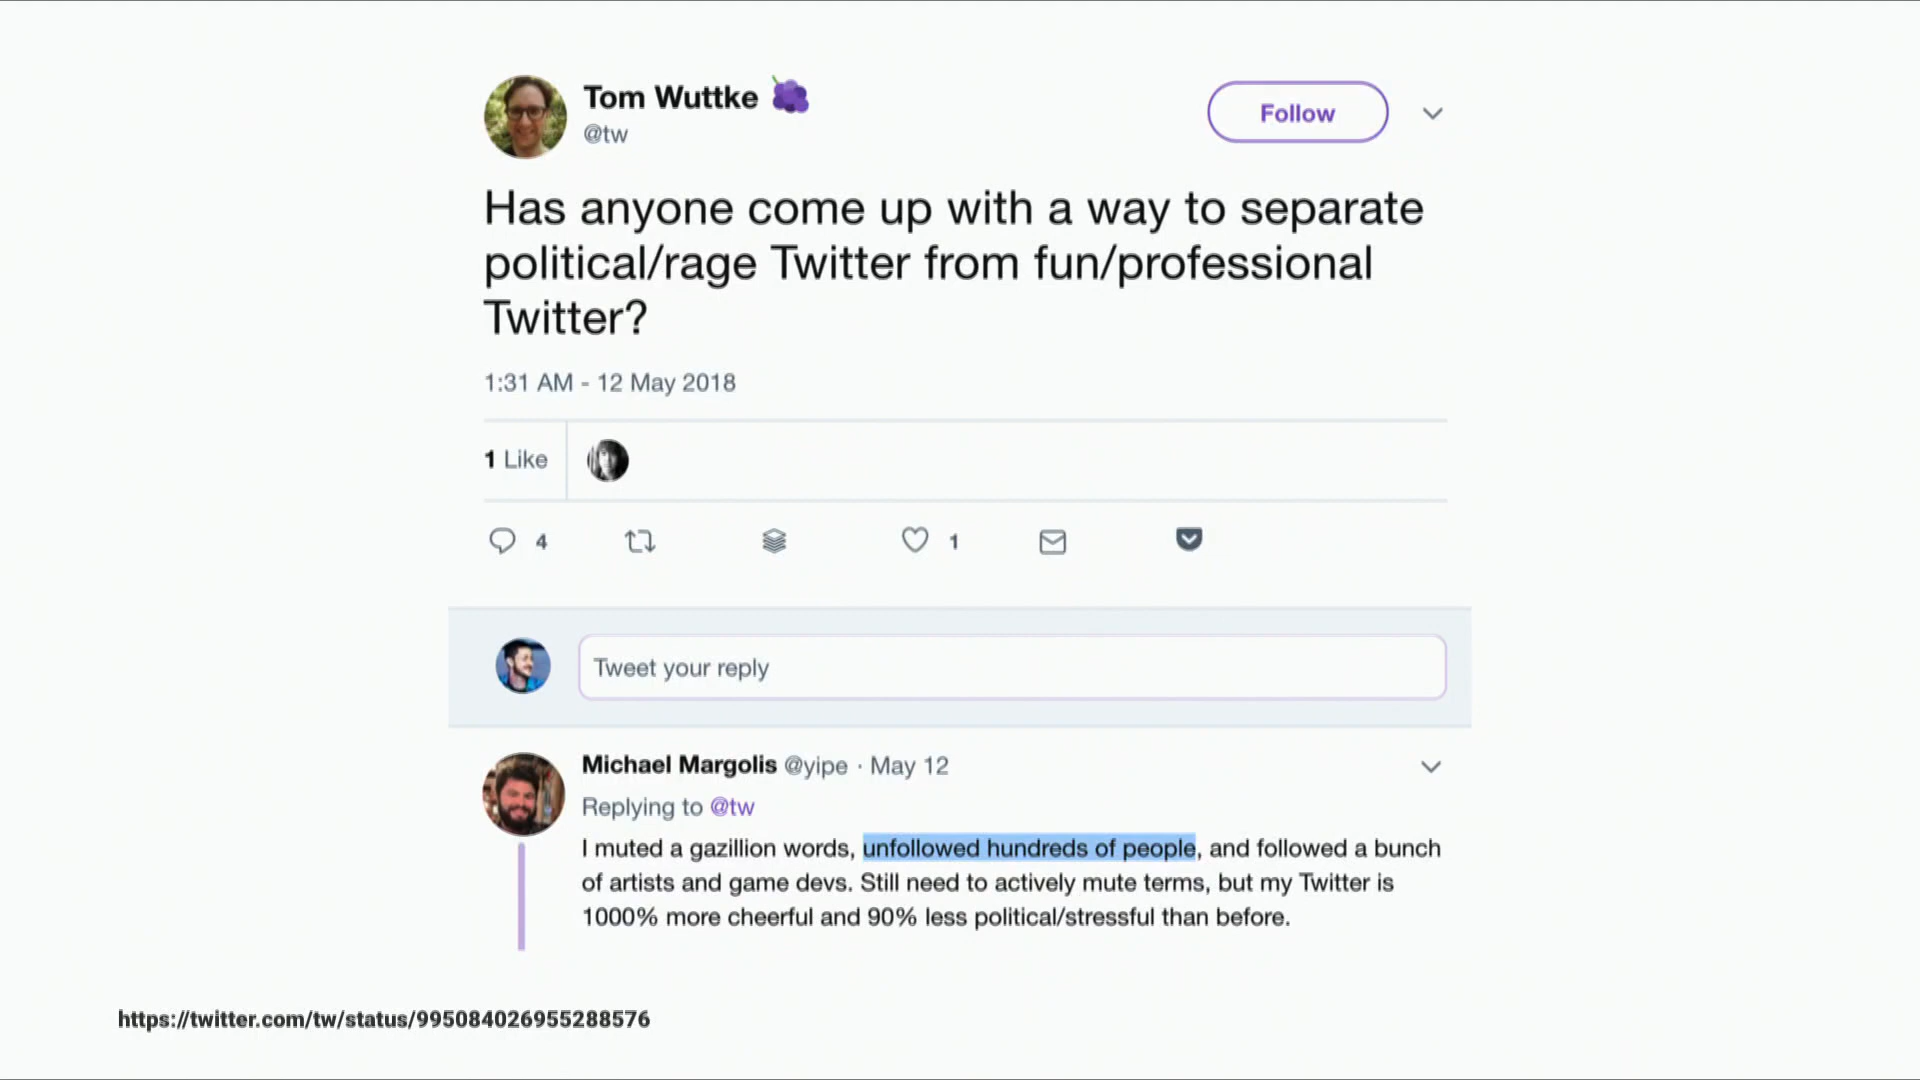 Tom Wuttke 🍇
@tw
Follow
Has anyone come up with a way to separate
political/rage Twitter from fun/professional
Twitter?
1:31 AM - 12 May 2018
1 Like
4
1
Tweet your reply
Michael Margolis @yipe · May 12
Replying to @tw
I muted a gazillion words, unfollowed hundreds of people, and followed a bunch
of artists and game devs. Still need to actively mute terms, but my Twitter is
1000% more cheerful and 90% less political/stressful than before.
https://twitter.com/tw/status/995084026955288576